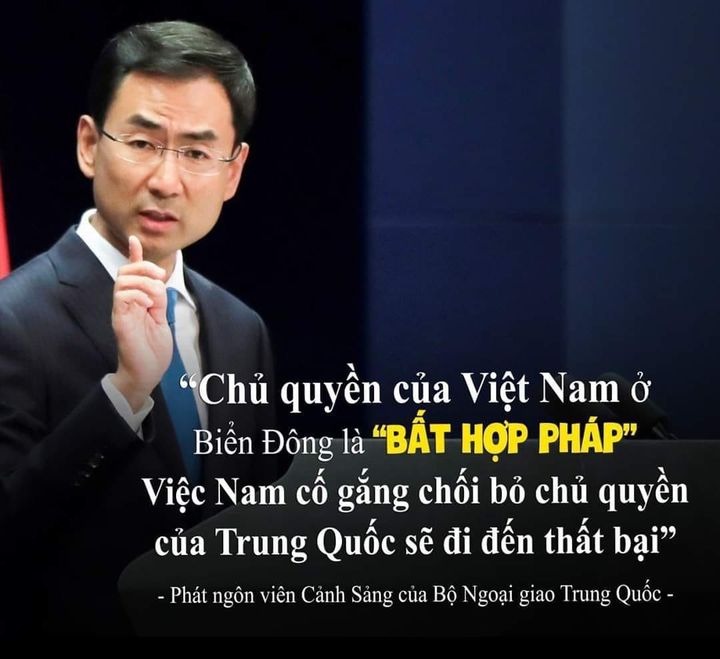 “Chủ quyền của Việt Nam ở
Biển Đông là “BẤT HỢP PHÁP”
Việc Nam cố gắng chối bỏ chủ quyền
của Trung Quốc sẽ đi đến thất bại”
- Phát ngôn viên Cảnh Sảng của Bộ Ngoại giao Trung Quốc -